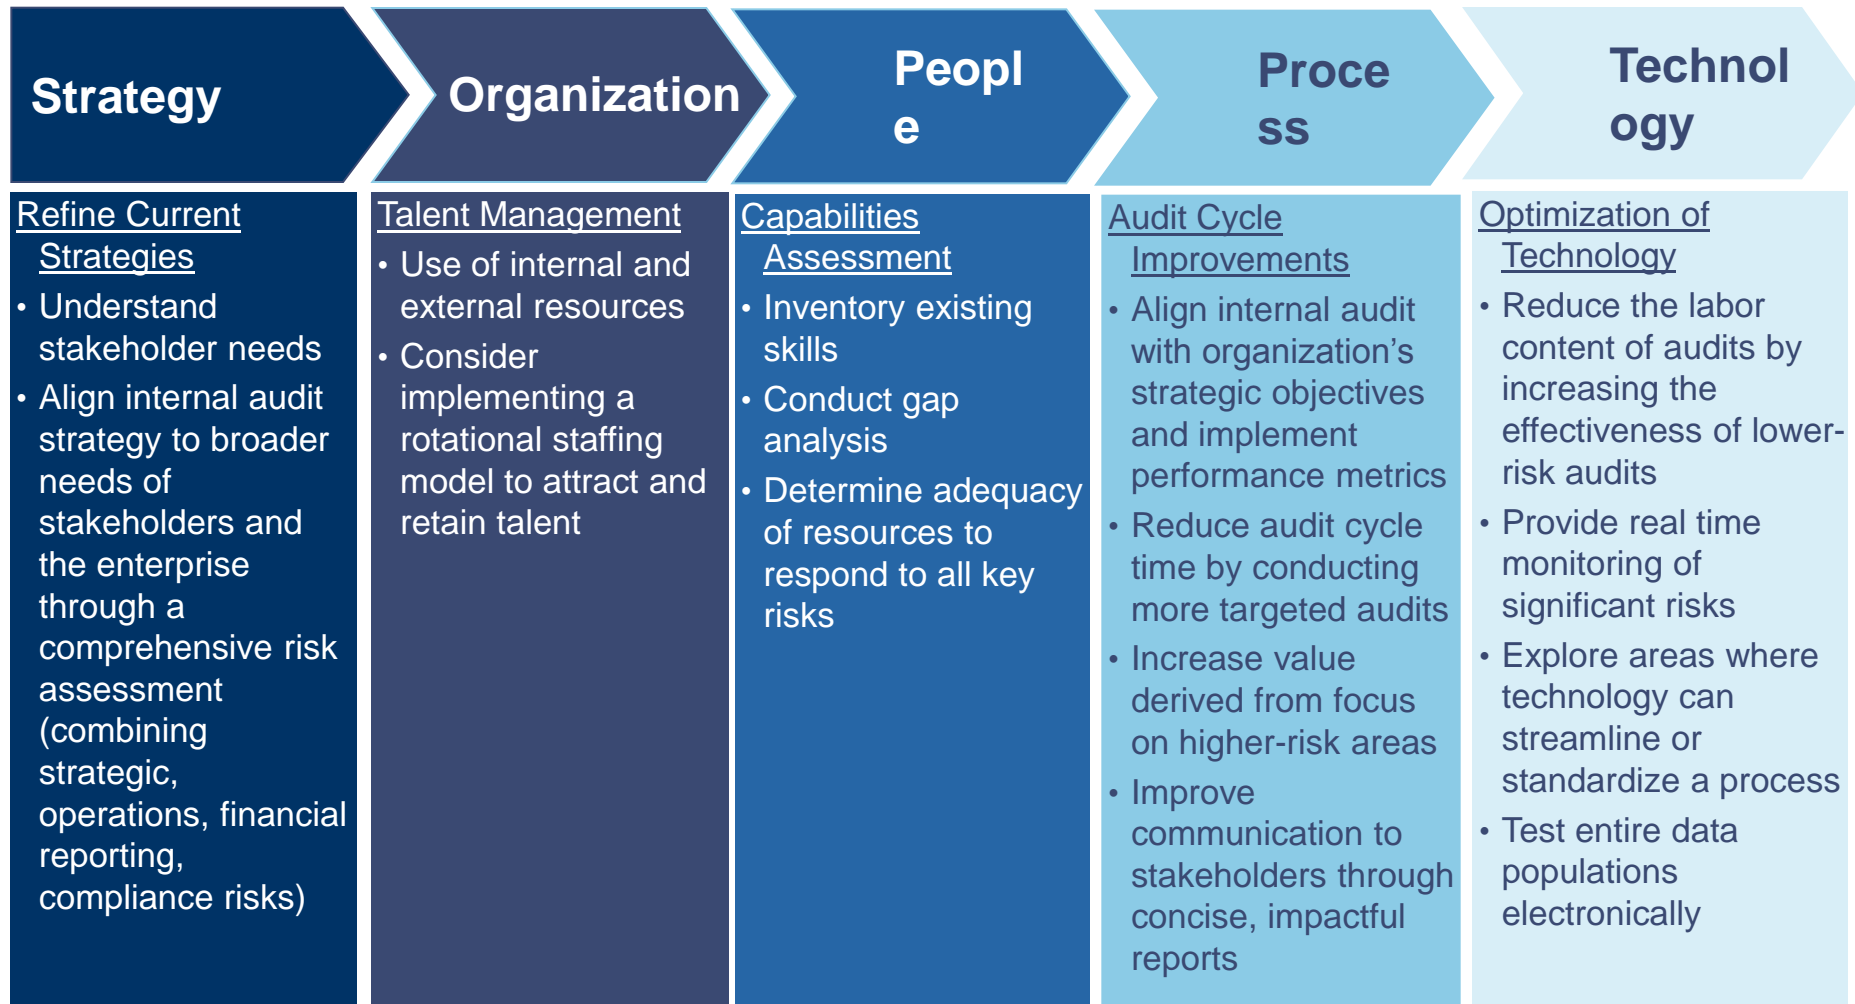 Strategy
Organization
Peopl
e
Proce
ss
Technol
ogy
Refine Current
Strategies
• Understand
stakeholder needs
• Align internal audit
strategy to broader
needs of
stakeholders and
the enterprise
through a
comprehensive risk
assessment
(combining
strategic,
operations, financial
reporting,
compliance risks)
Talent Management
• Use of internal and
external resources
• Consider
implementing a
rotational staffing
model to attract and
retain talent
Capabilities
Assessment
• Inventory existing
skills
• Conduct gap
analysis
• Determine adequacy
of resources to
respond to all key
risks
Audit Cycle
Improvements
• Align internal audit
with organization’s
strategic objectives
and implement
performance metrics
• Reduce audit cycle
time by conducting
more targeted audits
• Increase value
derived from focus
on higher-risk areas
• Improve
communication to
stakeholders through
concise, impactful
reports
Optimization of
Technology
• Reduce the labor
content of audits by
increasing the
effectiveness of lower-
risk audits
• Provide real time
monitoring of
significant risks
• Explore areas where
technology can
streamline or
standardize a process
• Test entire data
populations
electronically